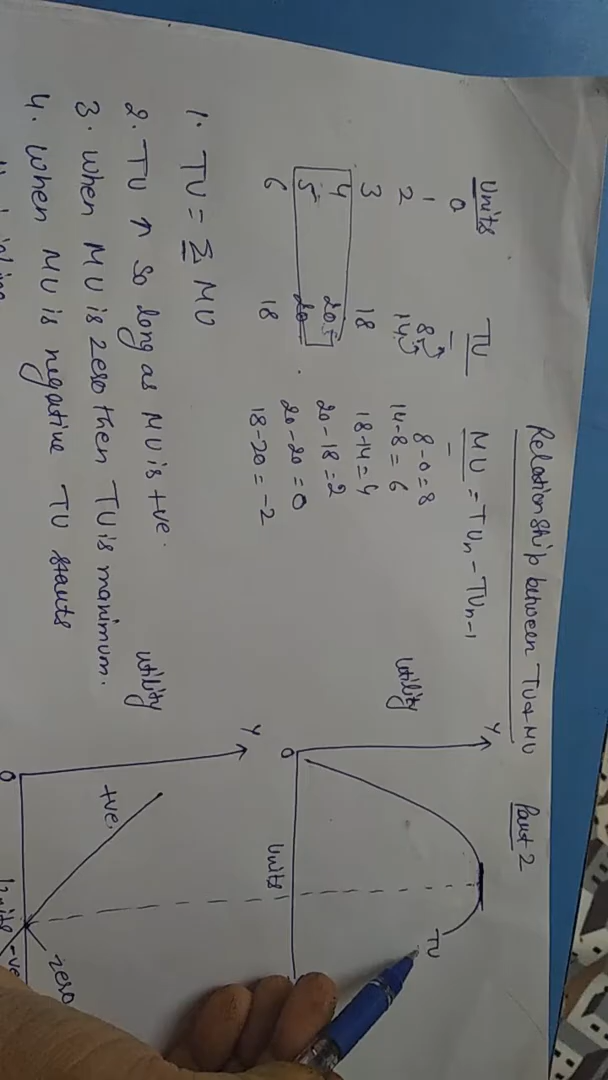 Relationship between TU & MU Part 2
Units TU MU = TUn - TUn-1
0 - -
1 8 8-0=8
2 14 14-8=6
3 18 18-14=4
4 20 20-18=2
5 20 20-20=0
6 18 18-20=-2
1. TU = Σ MU
2. TU ↑ so long as MU is +ve.
3. When MU is zero then TU is maximum.
4. When MU is negative TU starts
Y
utility
TU
O
Units
Y
utility
+ve
zero
O
Units
-ve